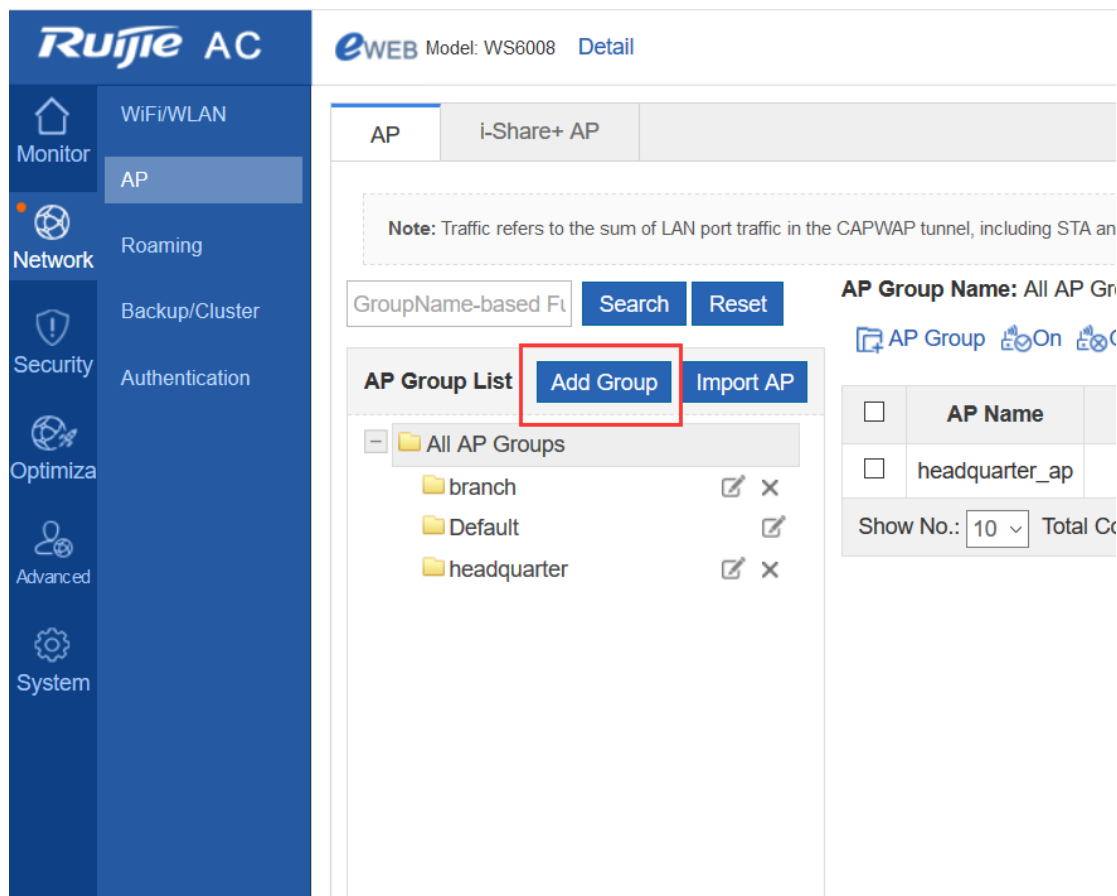 Ruijie AC
eWEB Model: WS6008 Detail
Monitor
Network
Security
Optimiza
Advanced
System
WiFi/WLAN
AP
Roaming
Backup/Cluster
Authentication
AP i-Share+ AP
Note: Traffic refers to the sum of LAN port traffic in the CAPWAP tunnel, including STA an
GroupName-based Fu Search Reset
AP Group List Add Group Import AP
All AP Groups
branch
Default
headquarter
AP Group Name: All AP Gr
AP Group On
AP Name
headquarter_ap
Show No.: 10 Total Co